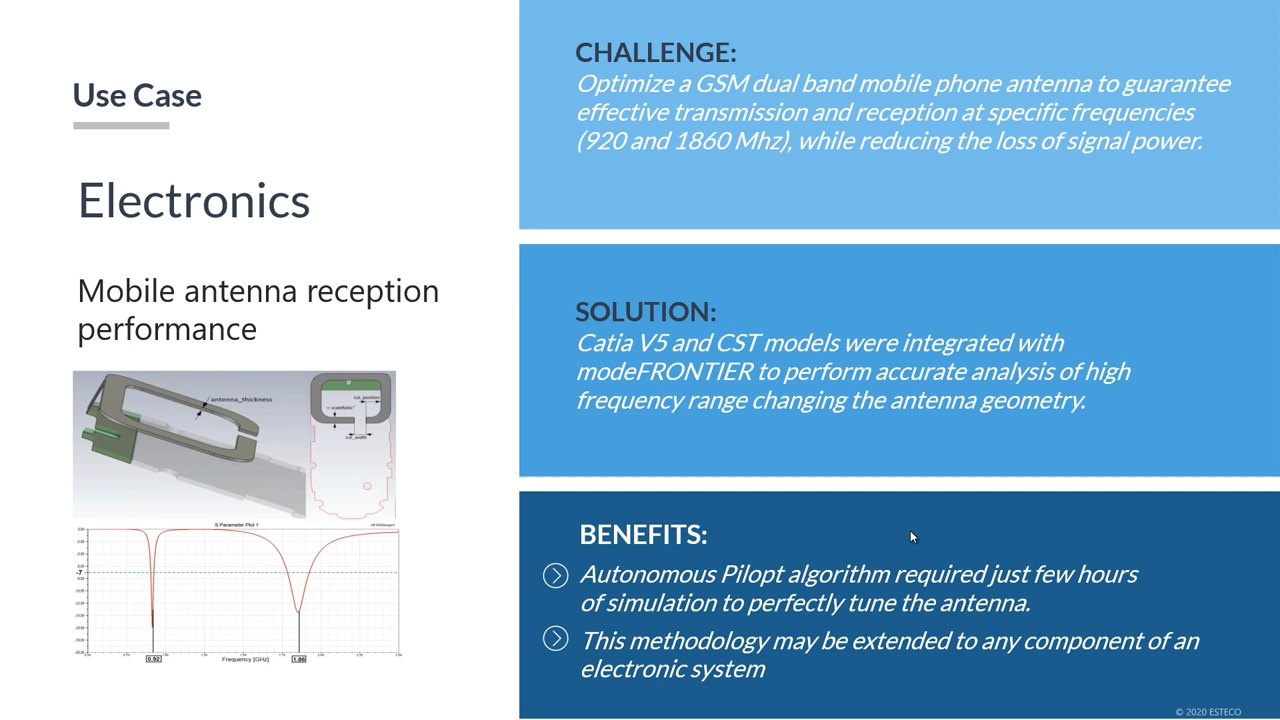 Use Case
Electronics
Mobile antenna reception
performance
antenna_thickness
cut_position
cut_width
S Parameter Plot 1
-7
0.92
Frequency [GHz]
1.86
CHALLENGE:
Optimize a GSM dual band mobile phone antenna to guarantee
effective transmission and reception at specific frequencies
(920 and 1860 Mhz), while reducing the loss of signal power.
SOLUTION:
Catia V5 and CST models were integrated with
modeFRONTIER to perform accurate analysis of high
frequency range changing the antenna geometry.
BENEFITS:
Autonomous Pilopt algorithm required just few hours
of simulation to perfectly tune the antenna.
This methodology may be extended to any component of an
electronic system
© 2020 ESTECO